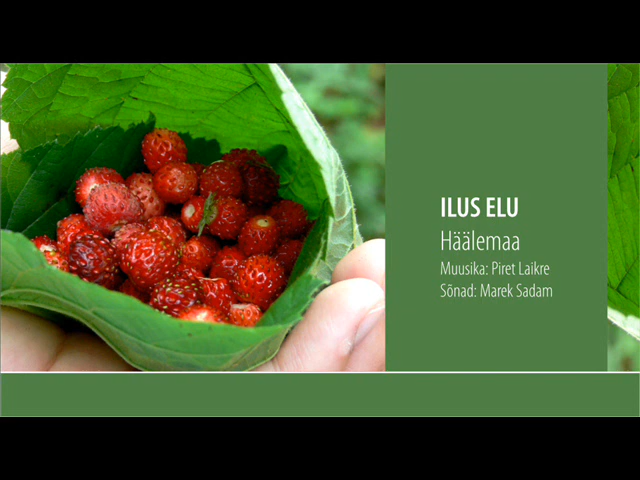 ILUS ELU
Häälemaa
Muusika: Piret Laikre
Sõnad: Marek Sadam